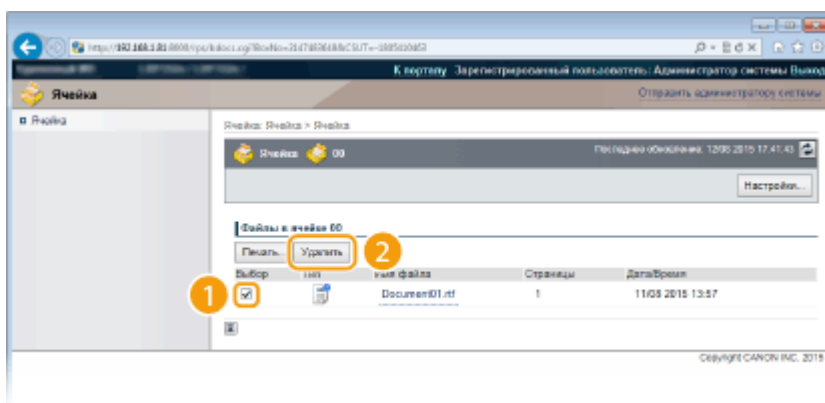 К порталу Зарегистрированный пользователь: Администратор системы Выход
Ячейка
Отправить администратору системы
Ячейка
Ячейка: Ячейка > Ячейка
Ячейка 00
Последнее обновление: 12/08 2015 17:41:43
Настройки...
Файлы в ячейке 00
Печать... Удалить 2
Выбор Тип Имя файла Страницы Дата/Время
1 Document01.rtf 1 11/08 2015 13:57
Copyright CANON INC. 2015